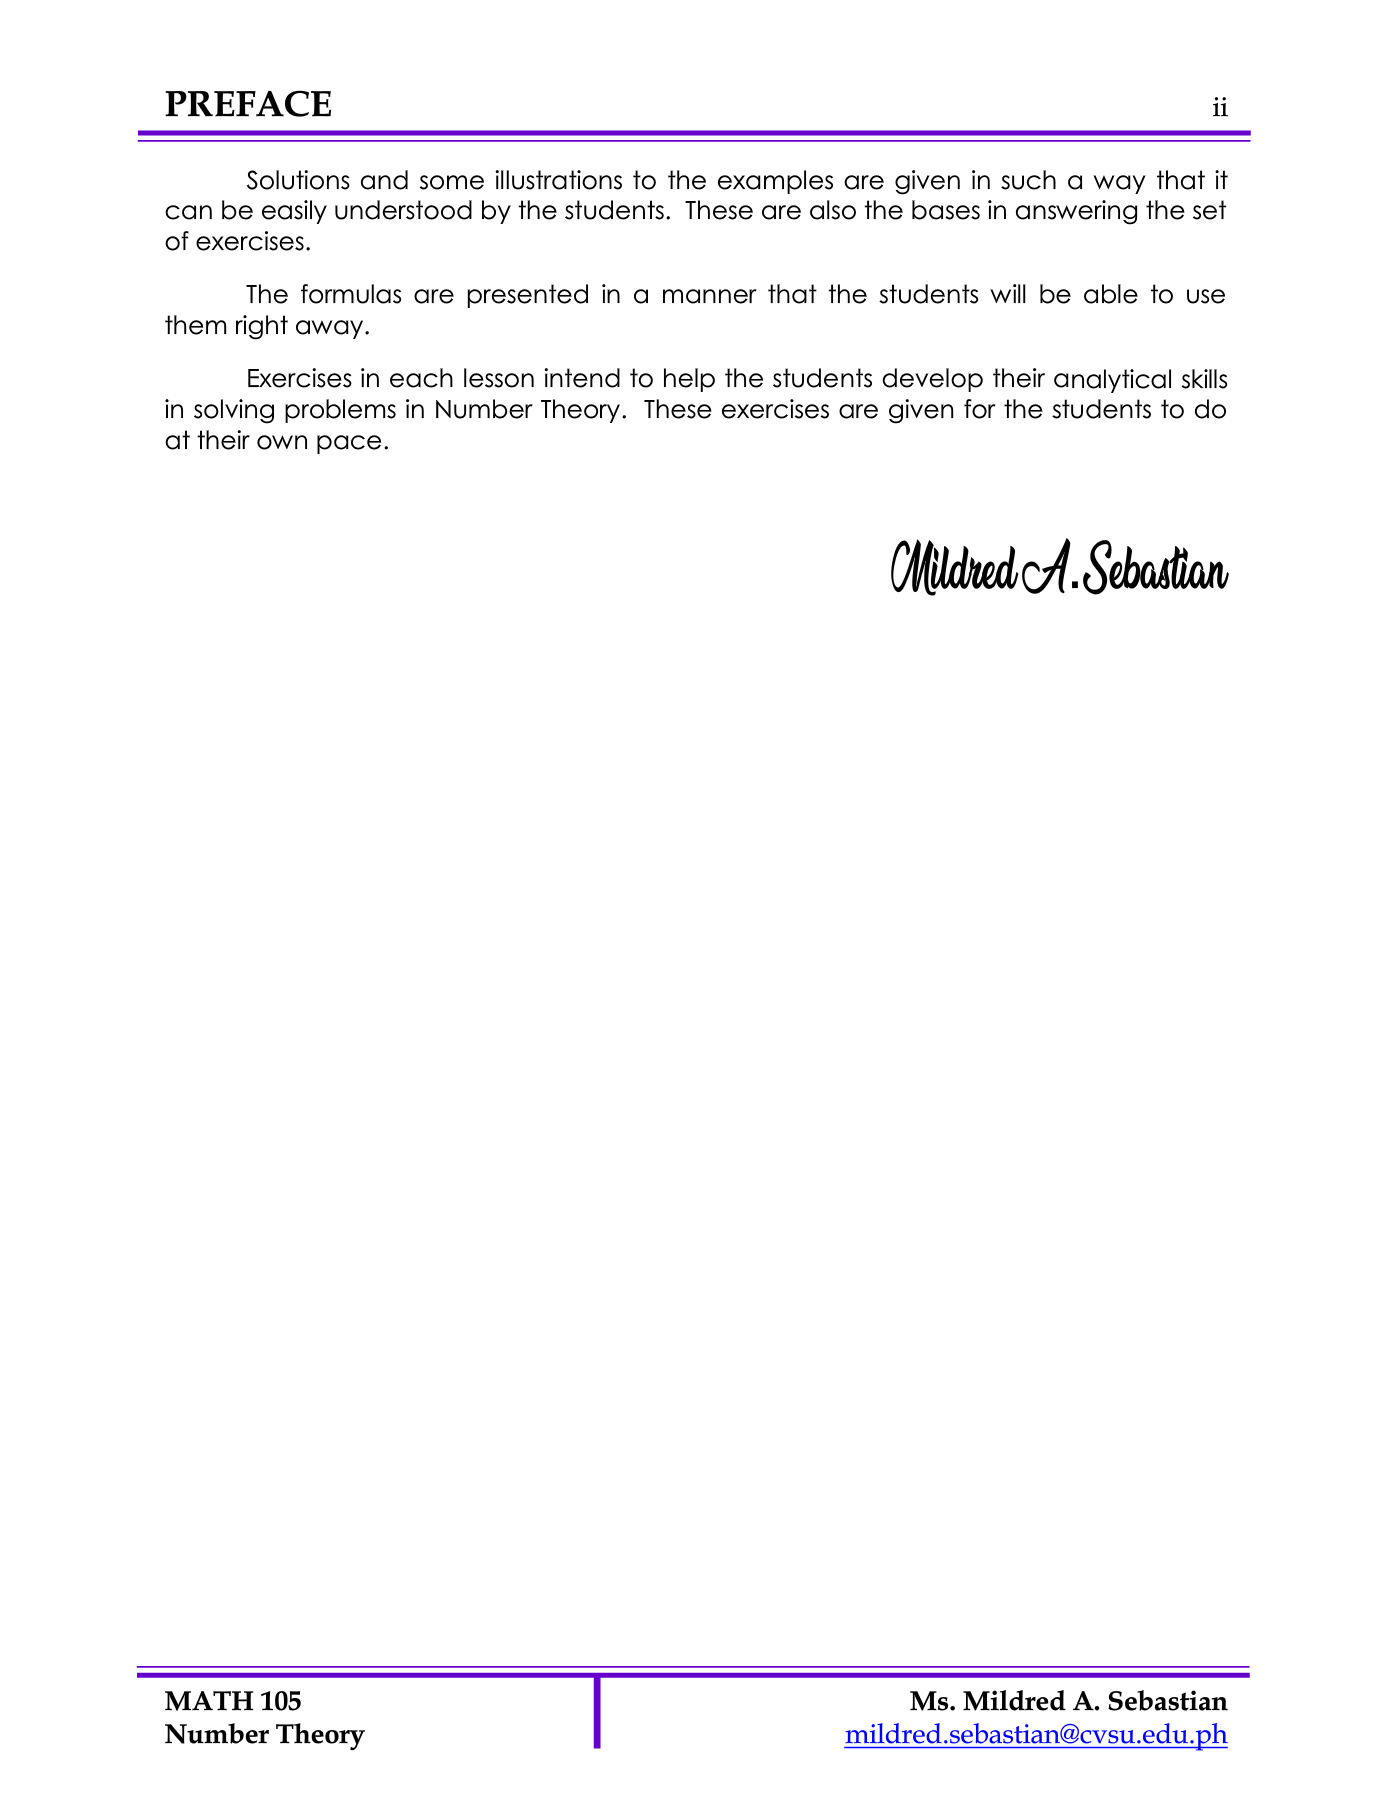 PREFACE ii
Solutions and some illustrations to the examples are given in such a way that it
can be easily understood by the students.  These are also the bases in answering the set
of exercises.
The formulas are presented in a manner that the students will be able to use
them right away.
Exercises in each lesson intend to help the students develop their analytical skills
in solving problems in Number Theory.  These exercises are given for the students to do
at their own pace.
Mildred A. Sebastian
MATH 105
Number Theory
Ms. Mildred A. Sebastian
mildred.sebastian@cvsu.edu.ph